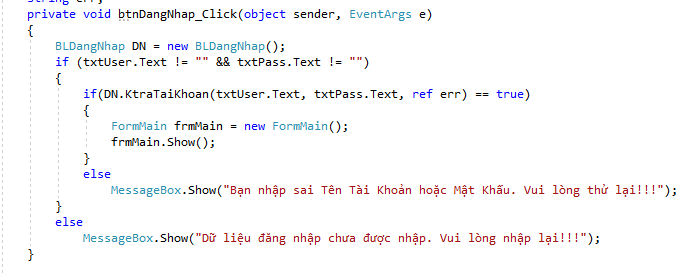 string err;
private void btnDangNhap_Click(object sender, EventArgs e)
{
BLDangNhap DN = new BLDangNhap();
if (txtUser.Text != "" && txtPass.Text != "")
{
if(DN.KtraTaiKhoan(txtUser.Text, txtPass.Text, ref err) == true)
{
FormMain frmMain = new FormMain();
frmMain.Show();
}
else
MessageBox.Show("Bạn nhập sai Tên Tài Khoản hoặc Mật Khẩu. Vui lòng thử lại!!!");
}
else
MessageBox.Show("Dữ liệu đăng nhập chưa được nhập. Vui lòng nhập lại!!!");
}